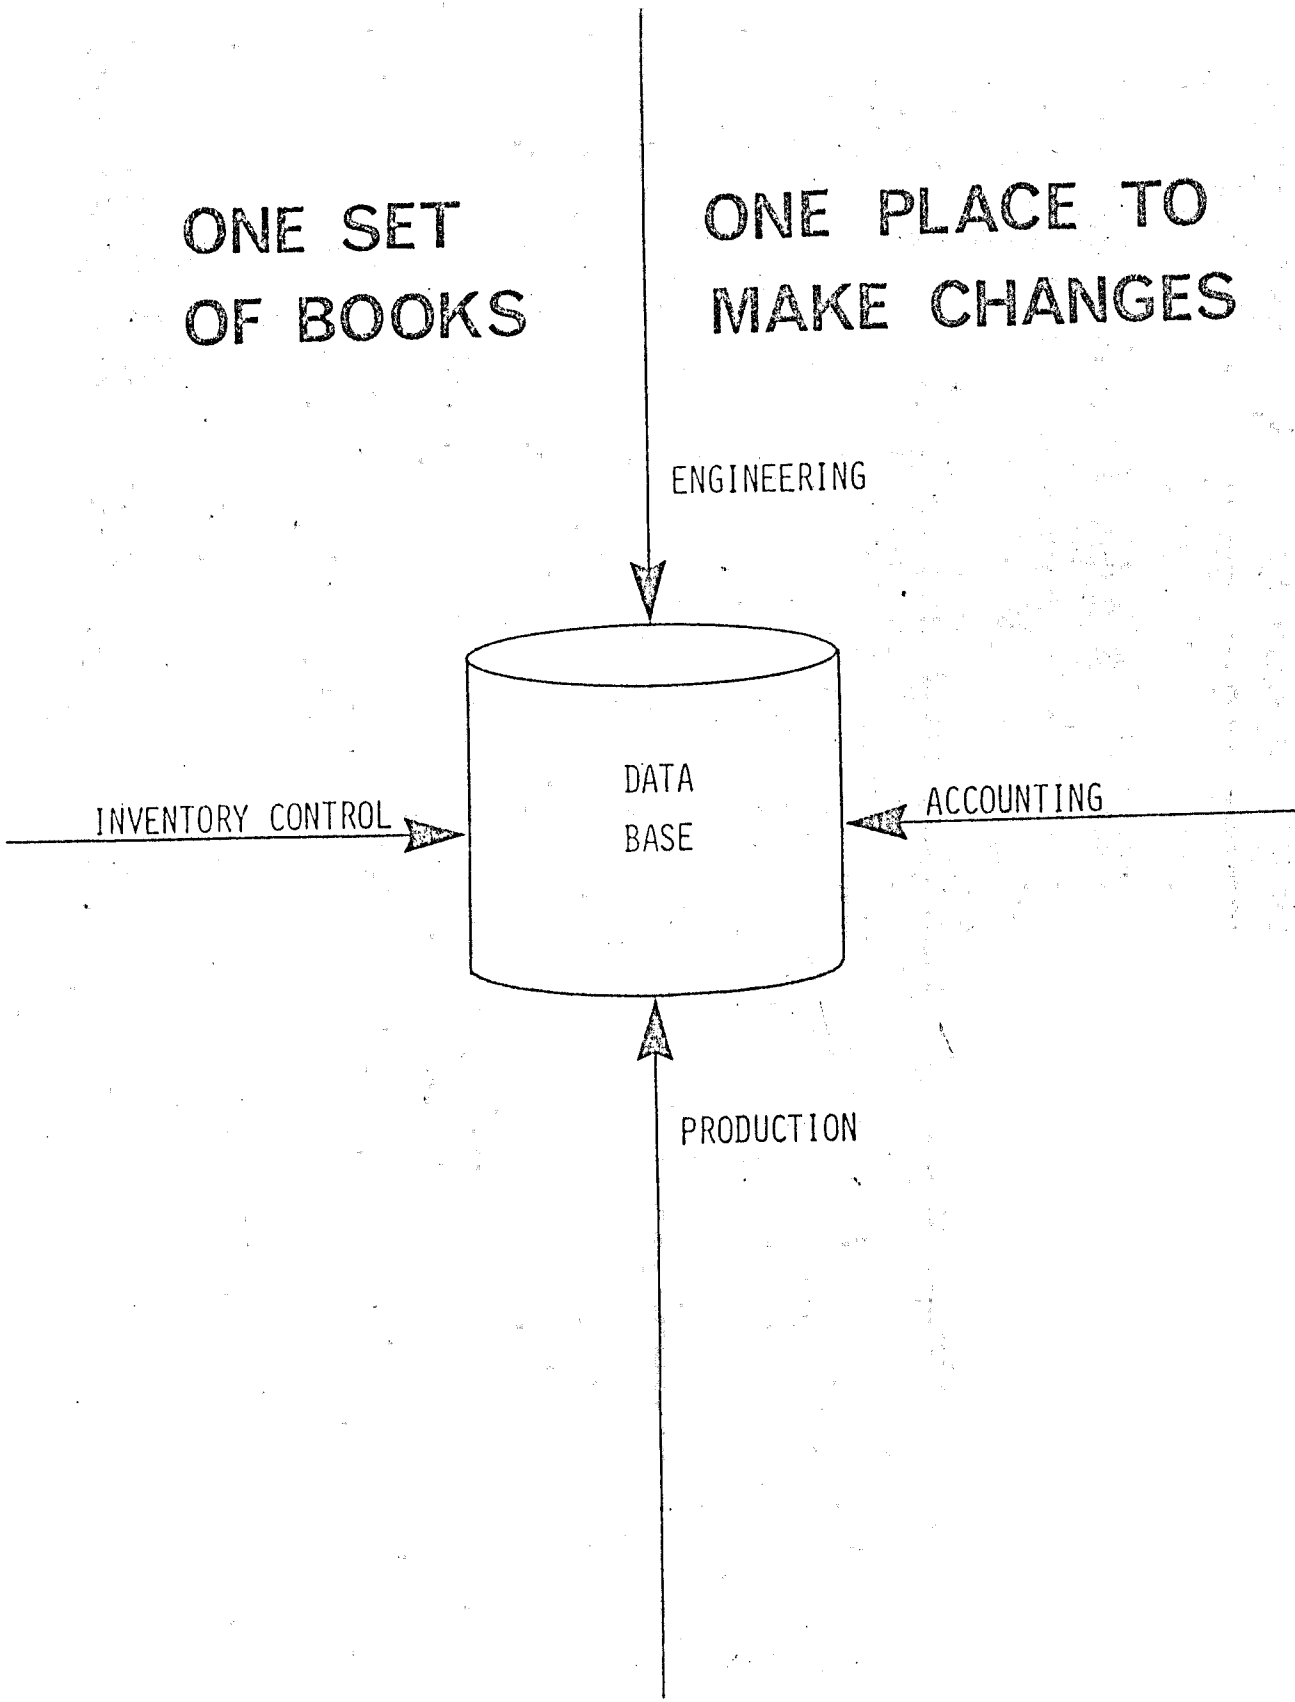 ONE SET
OF BOOKS
ONE PLACE TO
MAKE CHANGES
ENGINEERING
DATA
BASE
INVENTORY CONTROL
ACCOUNTING
PRODUCTION